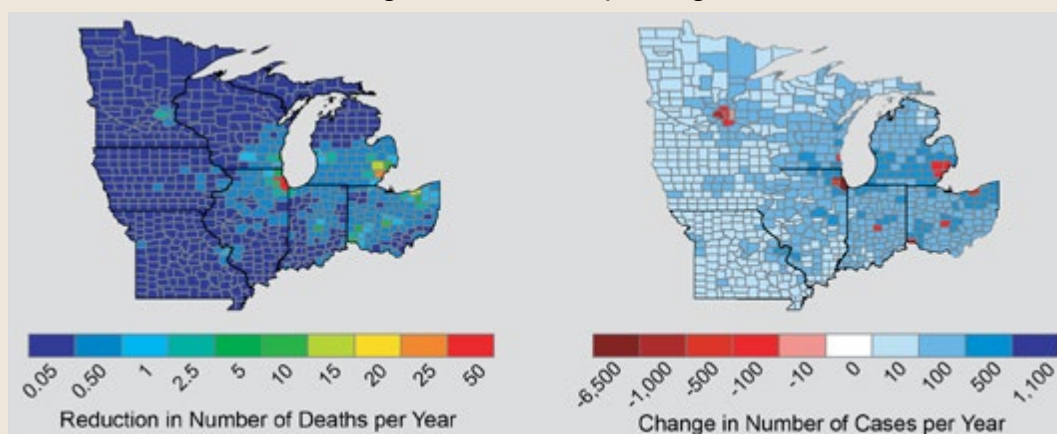 0.05 0.50 1 2.5 5 10 15 20 25 50
Reduction in Number of Deaths per Year
-6,500 -1,000 -500 -100 -10 0 10 100 500 1,100
Change in Number of Cases per Year